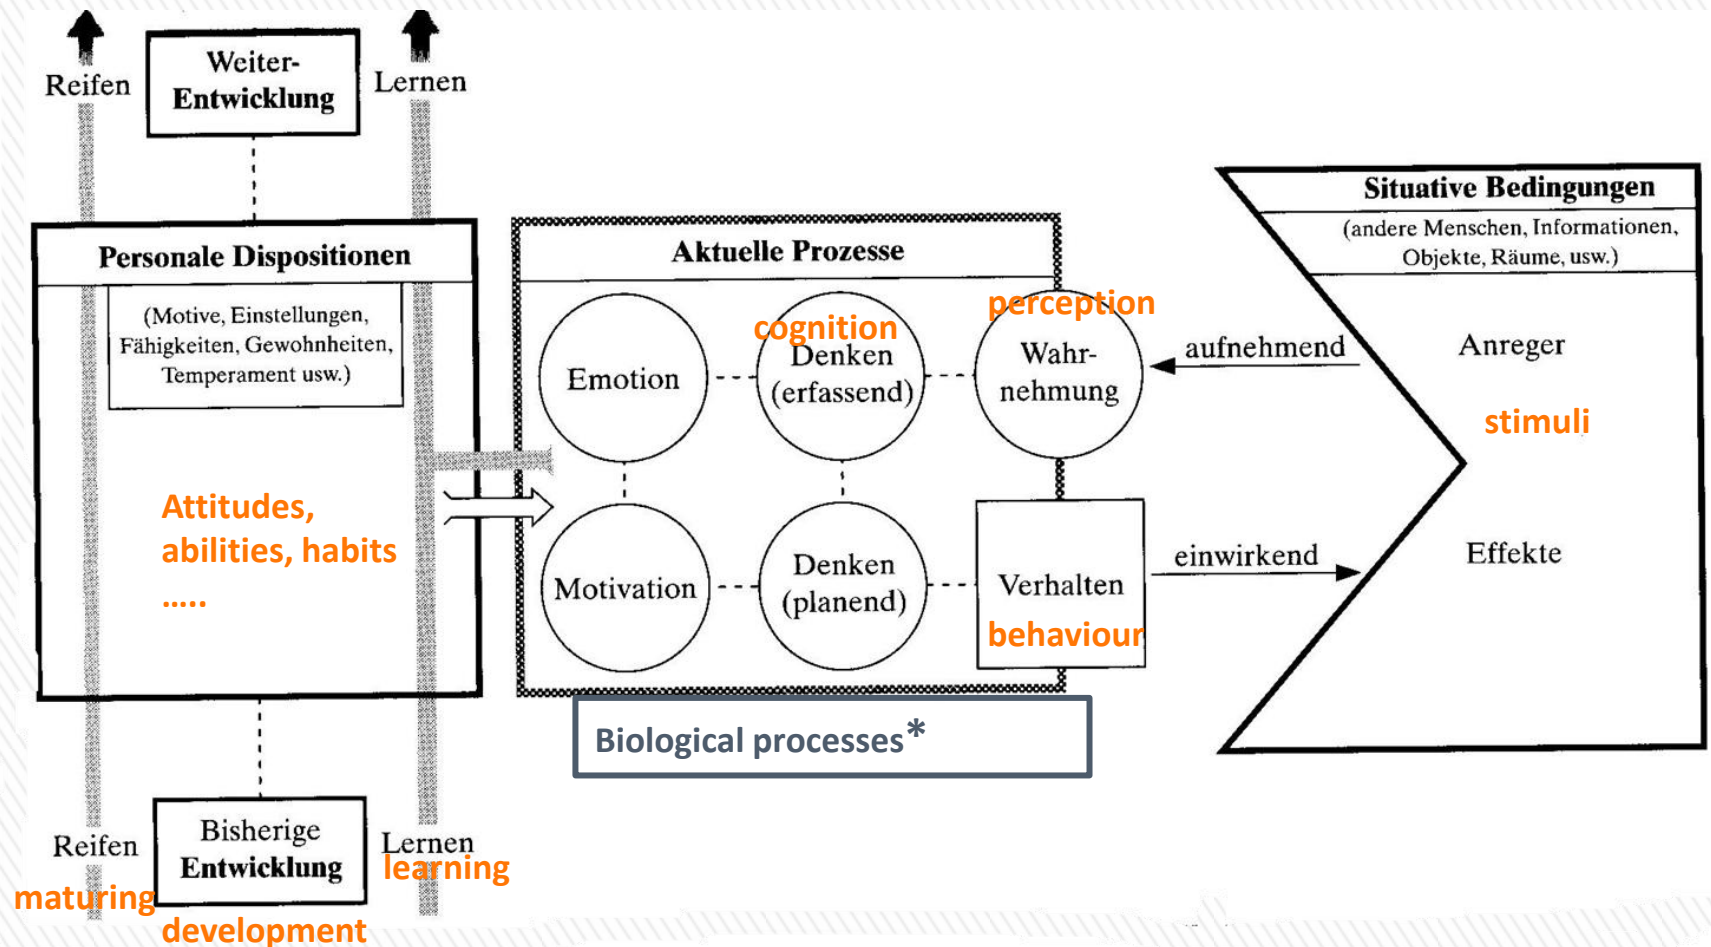 Reifen
Weiter-
Entwicklung
Lernen
Personale Dispositionen
(Motive, Einstellungen,
Fähigkeiten, Gewohnheiten,
Temperament usw.)
Attitudes,
abilities, habits
.....
Reifen
maturing
Bisherige
Entwicklung
development
Lernen
learning
Aktuelle Prozesse
Emotion
cognition
Denken
(erfassend)
perception
Wahr-
nehmung
Motivation
Denken
(planend)
Verhalten
behaviour
Biological processes*
aufnehmend
einwirkend
Situative Bedingungen
(andere Menschen, Informationen,
Objekte, Räume, usw.)
Anreger
stimuli
Effekte